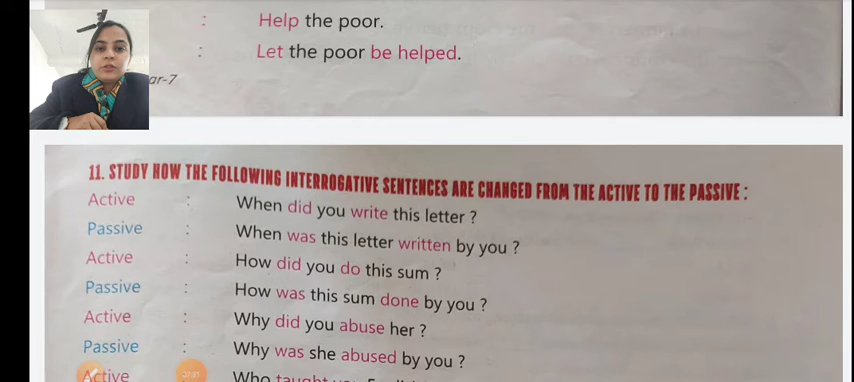 : Help the poor.
: Let the poor be helped.
ar-7
11. STUDY HOW THE FOLLOWING INTERROGATIVE SENTENCES ARE CHANGED FROM THE ACTIVE TO THE PASSIVE :
Active : When did you write this letter ?
Passive : When was this letter written by you ?
Active : How did you do this sum ?
Passive : How was this sum done by you ?
Active : Why did you abuse her ?
Passive : Why was she abused by you ?
Active Who taught you